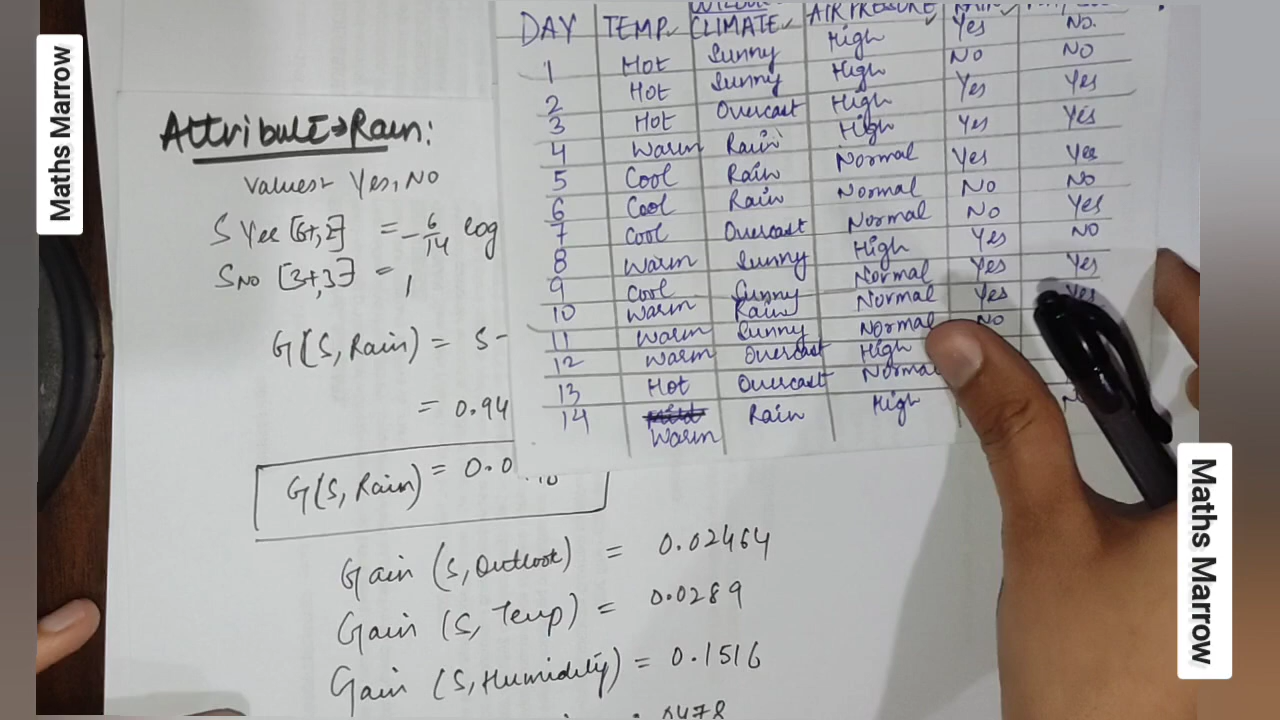 Maths Marrow
Attribute→Rain:
Values→ Yes, No
S Yes [6+,2] = -6/14 log
S No [3+,3] = 1
G(S, Rain) = S -
= 0.94
G(S, Rain) = 0.0
Gain (S, Outloot) = 0.02464
Gain (S, Temp) = 0.0289
Gain (S, Humidity) = 0.1516
DAY TEMP. CLIMATE AIR PRESSURE
1 Hot Sunny High Yes No.
2 Hot Sunny High No No
3 Hot Overcast High Yes Yes
4 Warm Rain High Yes Yes
5 Cool Rain Normal Yes Yes
6 Cool Rain Normal No No
7 Cool Overcast Normal No Yes
8 Warm Sunny High Yes No
9 Cool Sunny Normal Yes Yes
10 Warm Rain Normal Yes Yes
11 Warm Sunny Normal No
12 Warm Overcast High
13 Hot Overcast Normal
14 Warm Rain High
Maths Marrow